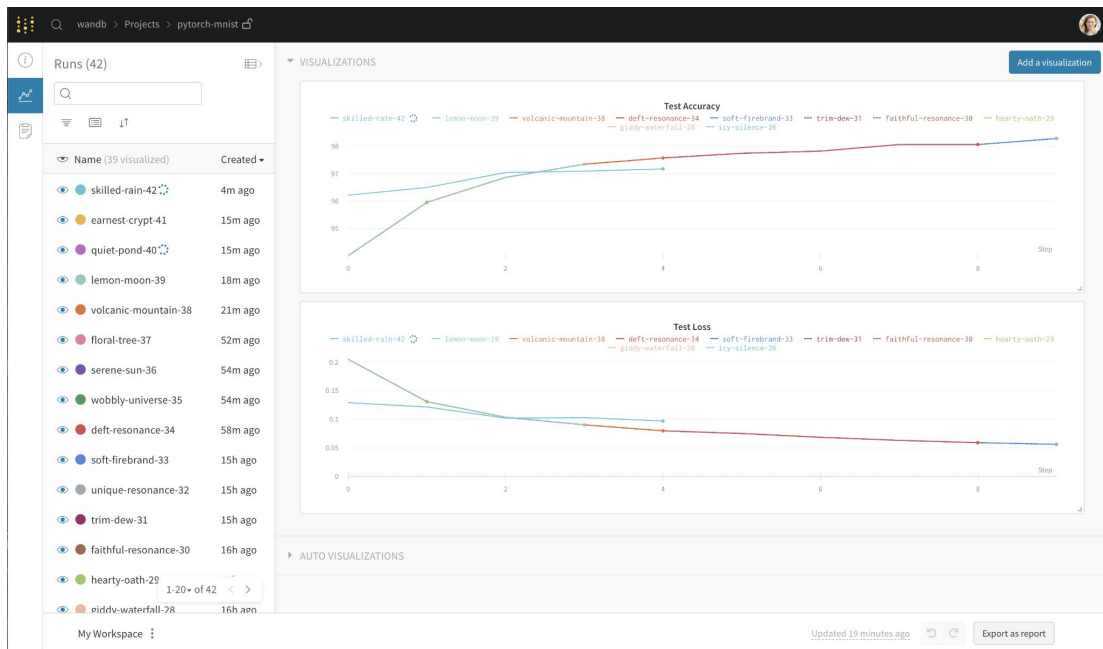 wandb > Projects > pytorch-mnist
Runs (42)
Name (39 visualized) Created
skilled-rain-42 4m ago
earnest-crypt-41 15m ago
quiet-pond-40 15m ago
lemon-moon-39 18m ago
volcanic-mountain-38 21m ago
floral-tree-37 52m ago
serene-sun-36 54m ago
wobbly-universe-35 54m ago
deft-resonance-34 58m ago
soft-firebrand-33 15h ago
unique-resonance-32 15h ago
trim-dew-31 15h ago
faithful-resonance-30 16h ago
hearty-oath-29
1-20 of 42 < >
giddy-waterfall-28 16h ago
My Workspace
VISUALIZATIONS
Add a visualization
Test Accuracy
skilled-rain-42 lemon-moon-39 volcanic-mountain-38 deft-resonance-34 soft-firebrand-33 trim-dew-31 faithful-resonance-30 hearty-oath-29
giddy-waterfall-28 icy-silence-26
98
97
96
95
Step
0 2 4 6 8
Test Loss
skilled-rain-42 lemon-moon-39 volcanic-mountain-38 deft-resonance-34 soft-firebrand-33 trim-dew-31 faithful-resonance-30 hearty-oath-29
giddy-waterfall-28 icy-silence-26
0.2
0.15
0.1
0.05
0
Step
0 2 4 6 8
AUTO VISUALIZATIONS
Updated 19 minutes ago
Export as report